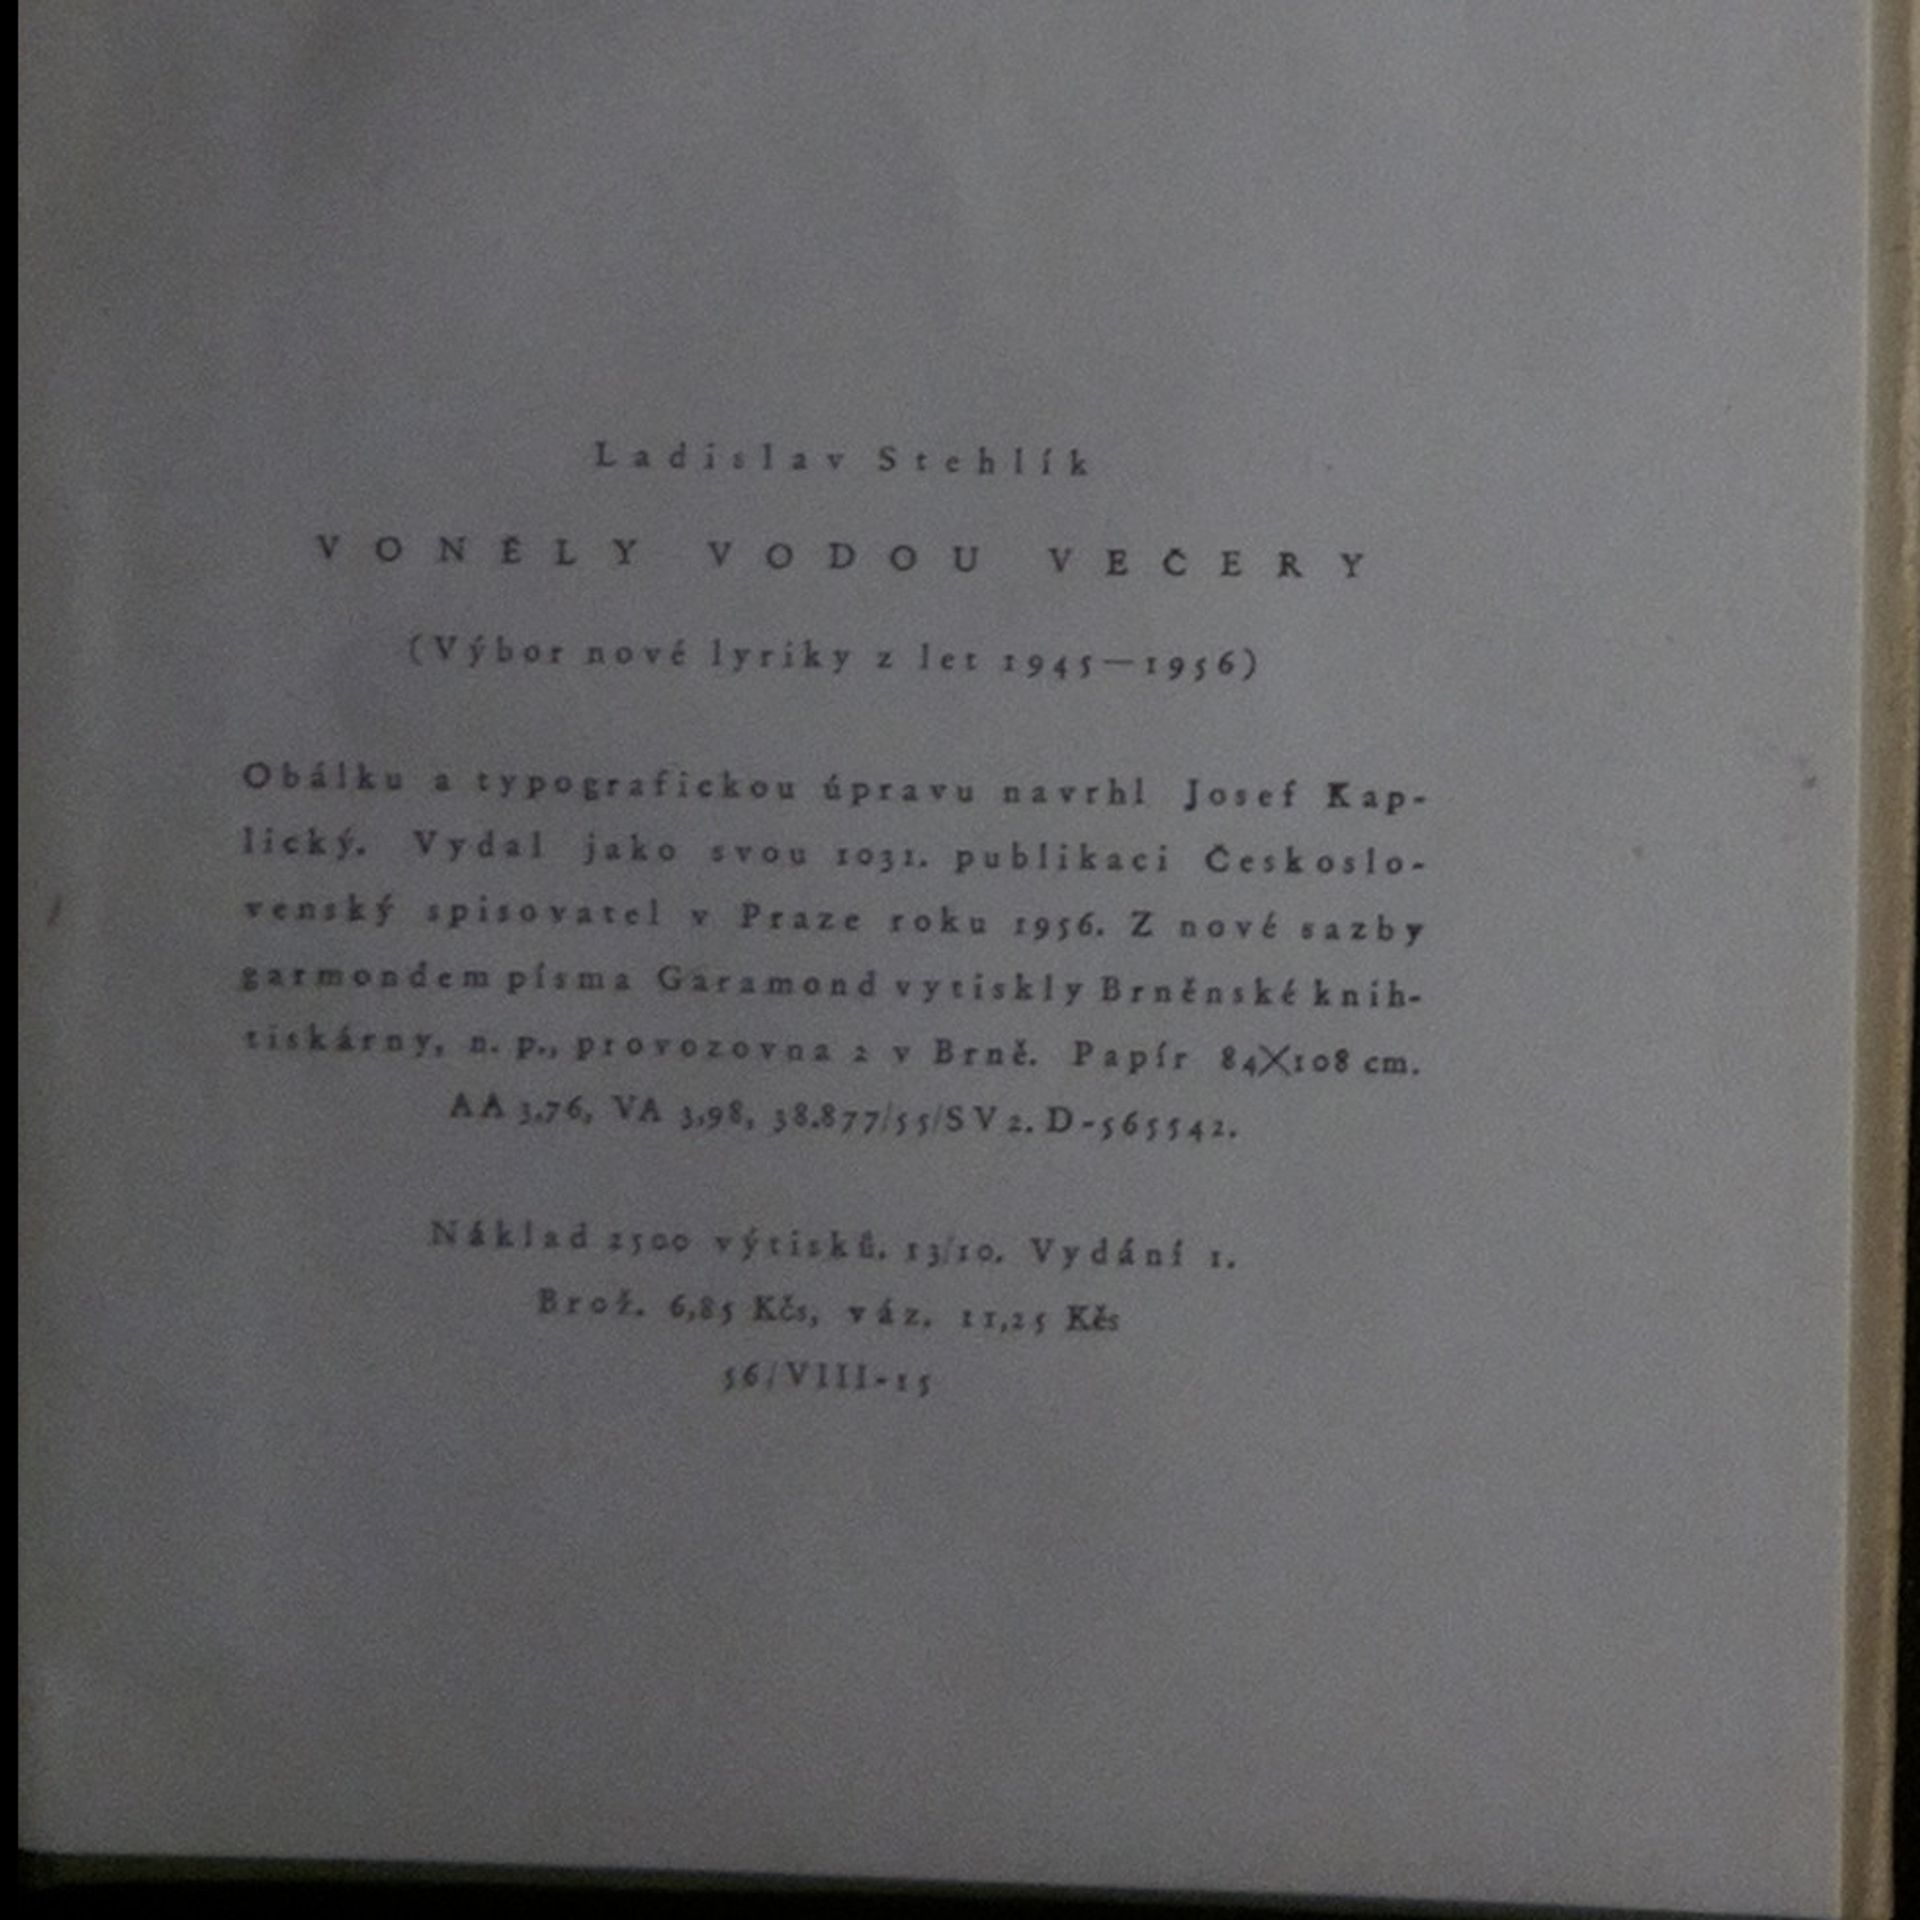 Ladislav Stehlík
VONĚLY VODOU VEČERY
(Výbor nové lyriky z let 1945—1956)
Obálku a typografickou úpravu navrhl Josef Kap-
lický. Vydal jako svou 1031. publikaci Českoslo-
venský spisovatel v Praze roku 1956. Z nové sazby
garmondem písma Garamond vytiskly Brněnské knih-
tiskárny, n. p., provozovna 2 v Brně. Papír 84×108 cm.
AA 3,76, VA 3,98, 38.877/55/SV 2. D-565542.
Náklad 2500 výtisků. 13/10. Vydání 1.
Brož. 6,85 Kčs, váz. 11,25 Kčs
56/VIII-15